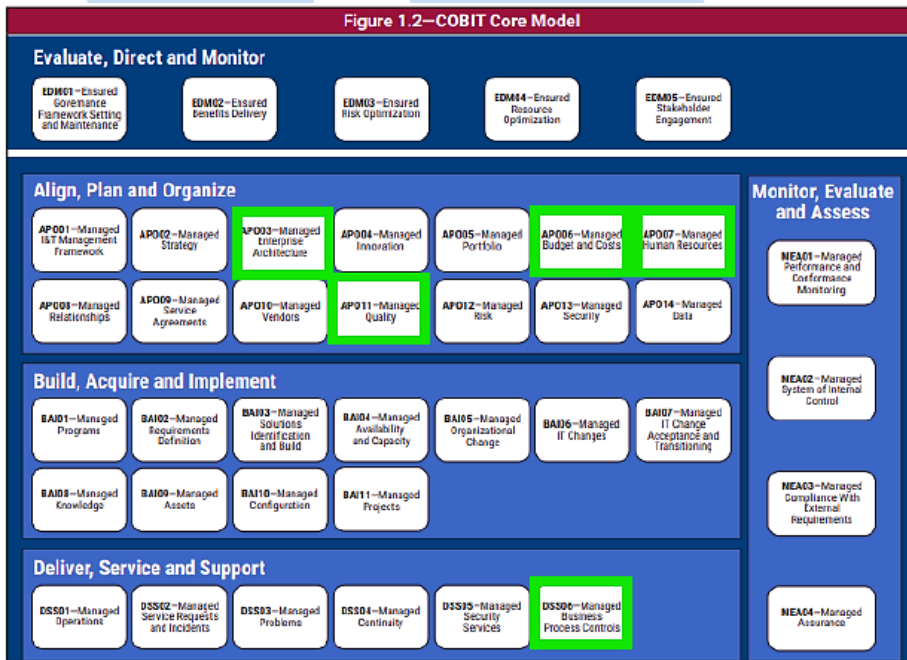 Figure 1.2—COBIT Core Model
Evaluate, Direct and Monitor
EDM01—Ensured
Governance
Framework Setting
and Maintenance
EDM02—Ensured
Benefits Delivery
EDM03—Ensured
Risk Optimization
EDM04—Ensured
Resource
Optimization
EDM05—Ensured
Stakeholder
Engagement
Align, Plan and Organize
APO01—Managed
I&T Management
Framework
APO02—Managed
Strategy
APO03—Managed
Enterprise
Architecture
APO04—Managed
Innovation
APO05—Managed
Portfolio
APO06—Managed
Budget and Costs
APO07—Managed
Human Resources
APO08—Managed
Relationships
APO09—Managed
Service
Agreements
APO10—Managed
Vendors
APO11—Managed
Quality
APO12—Managed
Risk
APO13—Managed
Security
APO14—Managed
Data
Build, Acquire and Implement
BAI01—Managed
Programs
BAI02—Managed
Requirements
Definition
BAI03—Managed
Solutions
Identification
and Build
BAI04—Managed
Availability
and Capacity
BAI05—Managed
Organizational
Change
BAI06—Managed
IT Changes
BAI07—Managed
IT Change
Acceptance and
Transitioning
BAI08—Managed
Knowledge
BAI09—Managed
Assets
BAI10—Managed
Configuration
BAI11—Managed
Projects
Deliver, Service and Support
DSS01—Managed
Operations
DSS02—Managed
Service Requests
and Incidents
DSS03—Managed
Problems
DSS04—Managed
Continuity
DSS05—Managed
Security
Services
DSS06—Managed
Business
Process Controls
Monitor, Evaluate
and Assess
MEA01—Managed
Performance and
Conformance
Monitoring
MEA02—Managed
System of Internal
Control
MEA03—Managed
Compliance With
External
Requirements
MEA04—Managed
Assurance